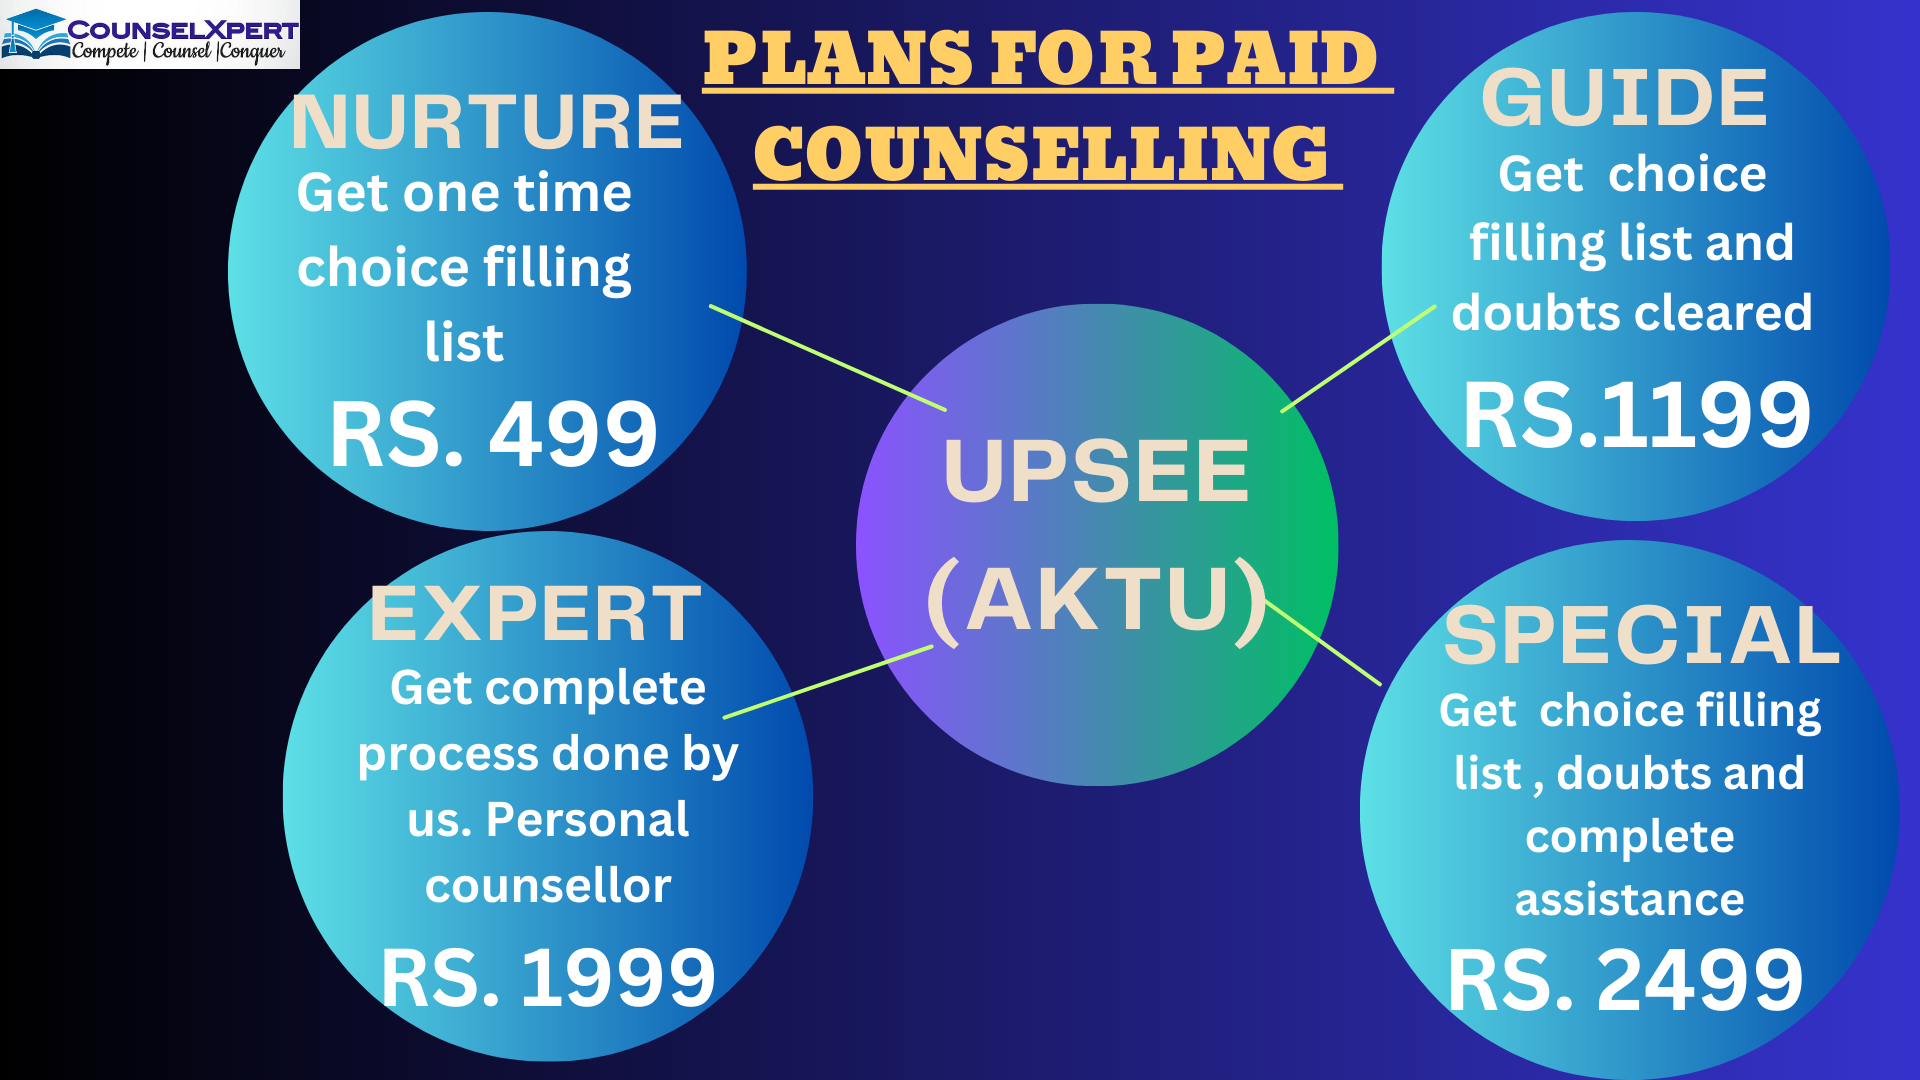 COUNSELXPERT
Compete | Counsel |Conquer
PLANS FOR PAID
COUNSELLING
NURTURE
Get one time
choice filling
list
RS. 499
GUIDE
Get choice
filling list and
doubts cleared
RS.1199
UPSEE
(AKTU)
EXPERT
Get complete
process done by
us. Personal
counsellor
RS. 1999
SPECIAL
Get choice filling
list , doubts and
complete
assistance
RS. 2499